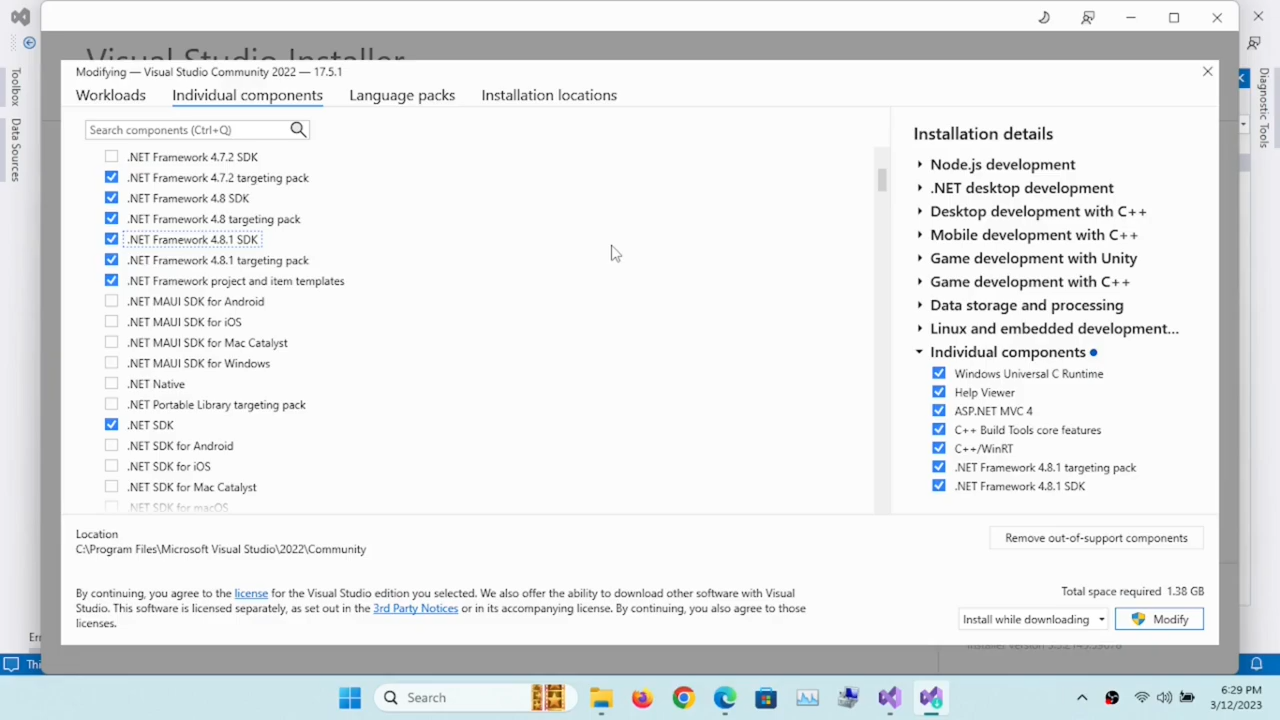 Visual Studio Installer
Modifying — Visual Studio Community 2022 — 17.5.1
Workloads
Individual components
Language packs
Installation locations
Toolbox
Data Sources
Search components (Ctrl+Q)
.NET Framework 4.7.2 SDK
.NET Framework 4.7.2 targeting pack
.NET Framework 4.8 SDK
.NET Framework 4.8 targeting pack
.NET Framework 4.8.1 SDK
.NET Framework 4.8.1 targeting pack
.NET Framework project and item templates
.NET MAUI SDK for Android
.NET MAUI SDK for iOS
.NET MAUI SDK for Mac Catalyst
.NET MAUI SDK for Windows
.NET Native
.NET Portable Library targeting pack
.NET SDK
.NET SDK for Android
.NET SDK for iOS
.NET SDK for Mac Catalyst
.NET SDK for macOS
Installation details
Node.js development
.NET desktop development
Desktop development with C++
Mobile development with C++
Game development with Unity
Game development with C++
Data storage and processing
Linux and embedded development...
Individual components
Windows Universal C Runtime
Help Viewer
ASP.NET MVC 4
C++ Build Tools core features
C++/WinRT
.NET Framework 4.8.1 targeting pack
.NET Framework 4.8.1 SDK
Diagnostic Tools
Location
C:\Program Files\Microsoft Visual Studio\2022\Community
Remove out-of-support components
By continuing, you agree to the license for the Visual Studio edition you selected. We also offer the ability to download other software with Visual
Studio. This software is licensed separately, as set out in the 3rd Party Notices or in its accompanying license. By continuing, you also agree to those
licenses.
Total space required 1.38 GB
Install while downloading
Modify
Search
6:29 PM
3/12/2023